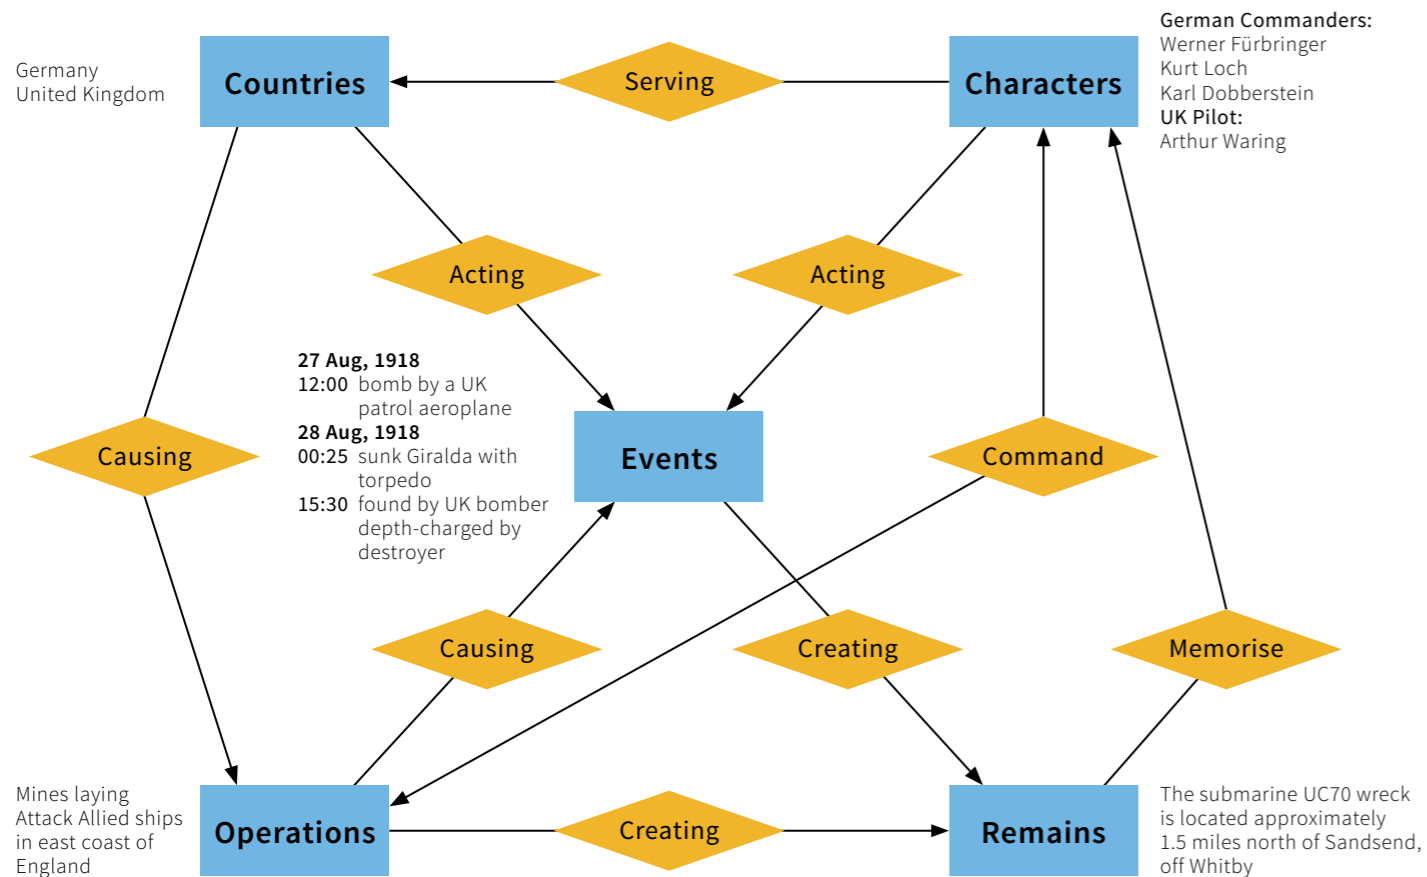 German Commanders:
Werner Fürbringer
Kurt Loch
Karl Dobberstein
UK Pilot:
Arthur Waring
Germany
United Kingdom
Countries
Serving
Characters
Acting
Acting
27 Aug, 1918
12:00 bomb by a UK
patrol aeroplane
28 Aug, 1918
00:25 sunk Giralda with
torpedo
15:30 found by UK bomber
depth-charged by
destroyer
Causing
Events
Command
Causing
Creating
Memorise
Mines laying
Attack Allied ships
in east coast of
England
Operations
Creating
Remains
The submarine UC70 wreck
is located approximately
1.5 miles north of Sandsend,
off Whitby